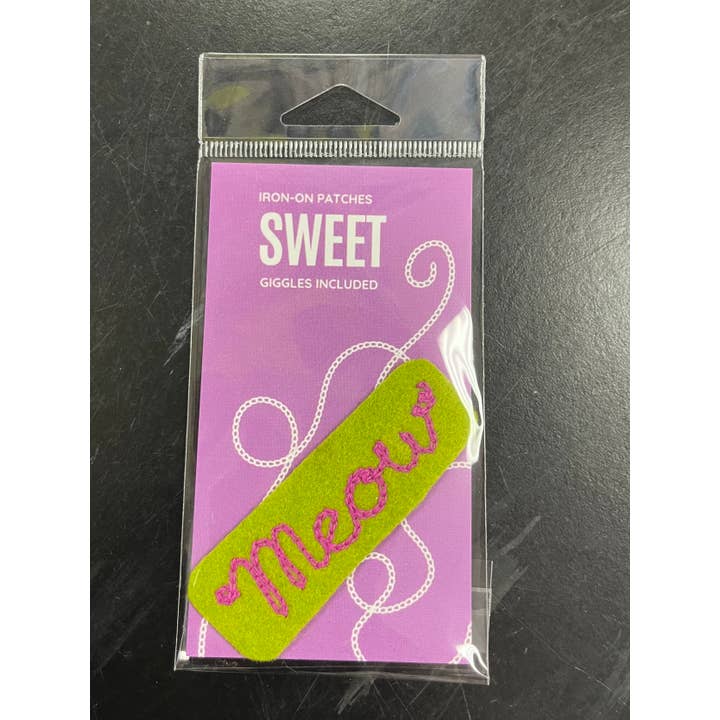 IRON-ON PATCHES
SWEET
GIGGLES INCLUDED
Meow